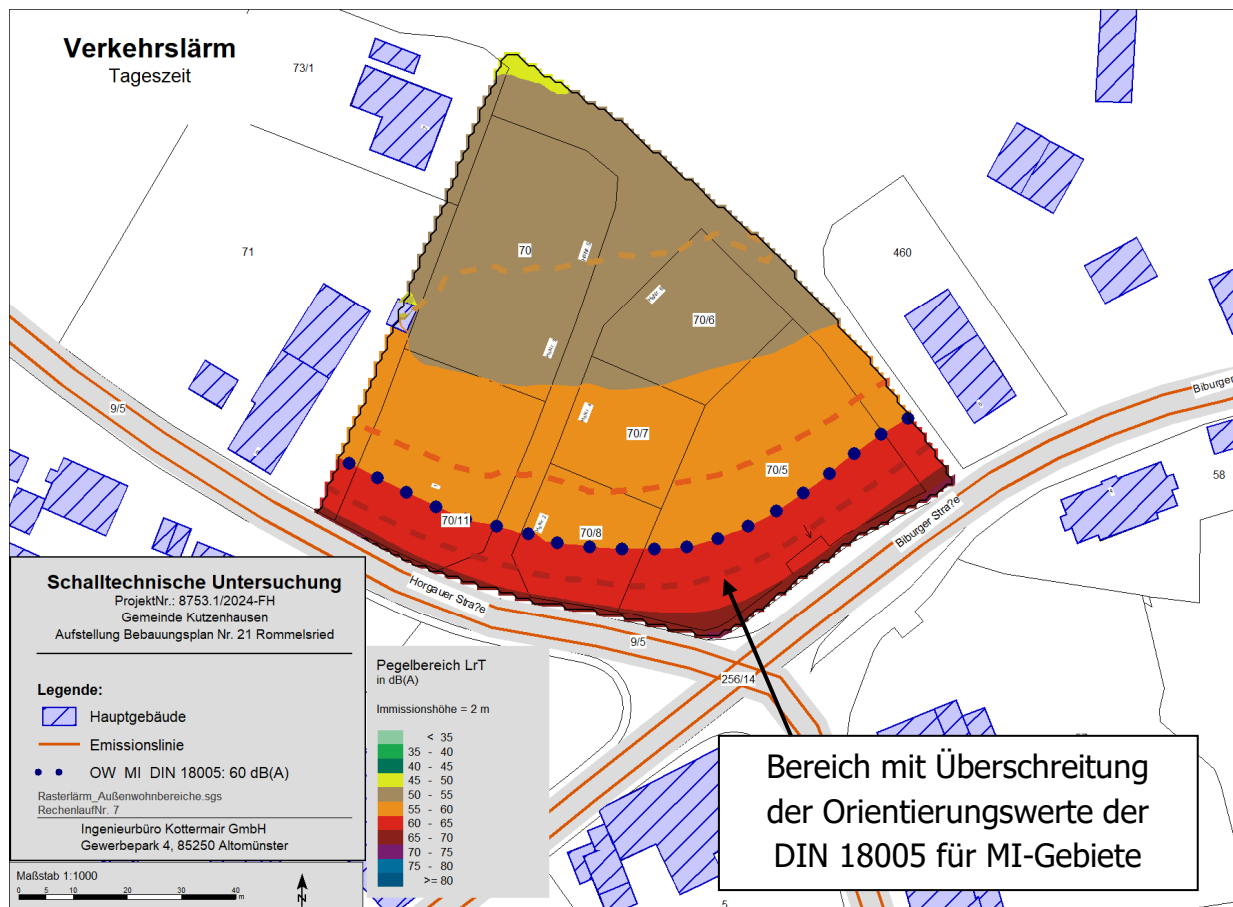 Verkehrslärm
Tageszeit
73/1
71
70
460
70/6
9/5
70/7
70/5
Biburger
58
70/11
70/8
Biburger Stra?e
Horgauer Stra?e
9/5
256/14
Schalltechnische Untersuchung
ProjektNr.: 8753.1/2024-FH
Gemeinde Kutzenhausen
Aufstellung Bebauungsplan Nr. 21 Rommelsried
Legende:
Hauptgebäude
Emissionslinie
OW MI DIN 18005: 60 dB(A)
Rasterlärm_Außenwohnbereiche.sgs
RechenlaufNr. 7
Ingenieurbüro Kottermair GmbH
Gewerbepark 4, 85250 Altomünster
Maßstab 1:1000
0 5 10 20 30 40
m
N
Pegelbereich LrT
in dB(A)
Immissionshöhe = 2 m
< 35
35 - 40
40 - 45
45 - 50
50 - 55
55 - 60
60 - 65
65 - 70
70 - 75
75 - 80
>= 80
Bereich mit Überschreitung
der Orientierungswerte der
DIN 18005 für MI-Gebiete
5